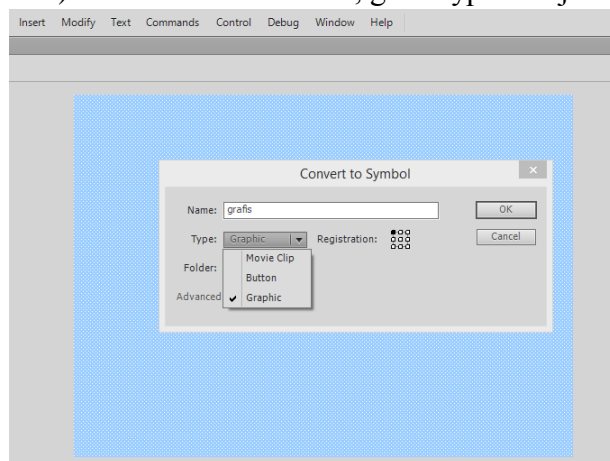 Insert Modify Text Commands Control Debug Window Help
Convert to Symbol
Name: grafis OK
Type: Graphic Registration: Cancel
Movie Clip
Folder:
Button
Advanced Graphic